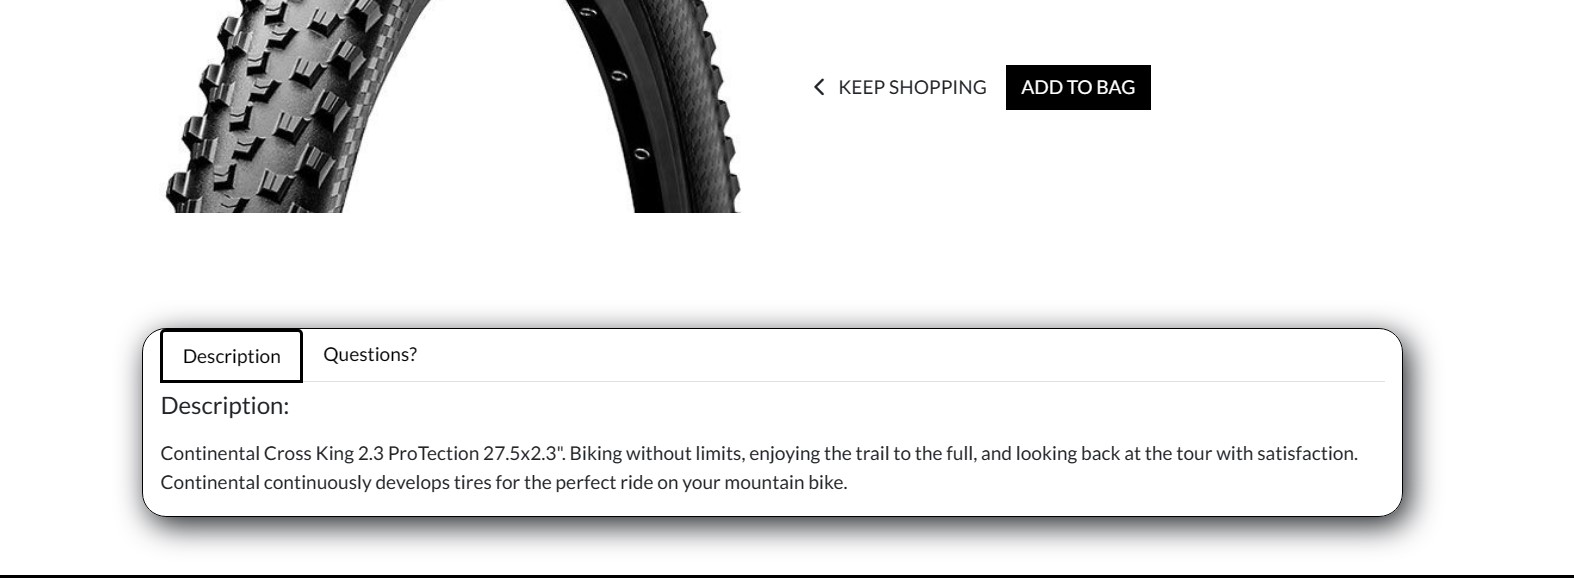 KEEP SHOPPING ADD TO BAG
Description Questions?
Description:
Continental Cross King 2.3 ProTection 27.5x2.3". Biking without limits, enjoying the trail to the full, and looking back at the tour with satisfaction.
Continental continuously develops tires for the perfect ride on your mountain bike.